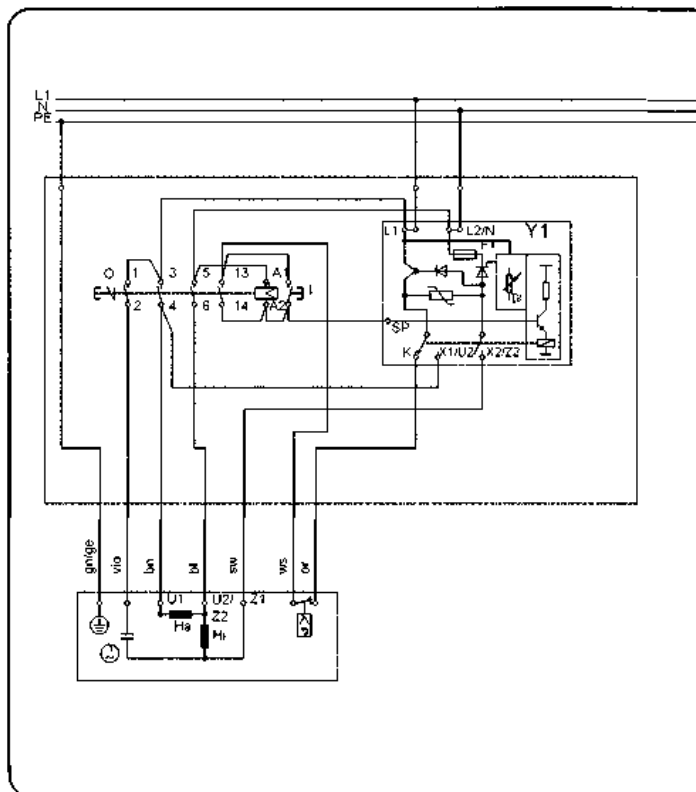 L1
N
PE
L1
L2/N
Y1
F1
O 1 3 5 13 A1
I
2 4 6 14 A2
SP
K
X1/U2
X2/Z2
gn/ge
vio
bn
bl
sw
ws
or
U1
U2/
Z2
Z1
Ha